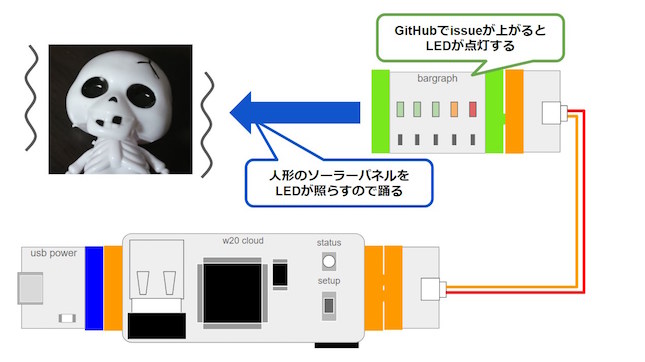 GitHubでissueが上がると
LEDが点灯する
bargraph
人形のソーラーパネルを
LEDが照らすので踊る
usb power
w20 cloud
status
setup